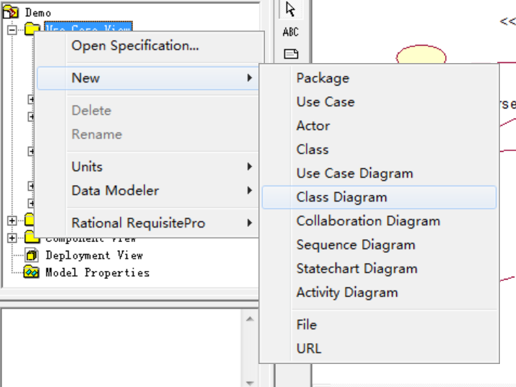 Demo
Use Case View
Open Specification...
New
Delete
Rename
Units
Data Modeler
Rational RequisitePro
Component View
Deployment View
Model Properties
ABC
<<
Package
Use Case
Actor
Class
Use Case Diagram
Class Diagram
Collaboration Diagram
Sequence Diagram
Statechart Diagram
Activity Diagram
File
URL